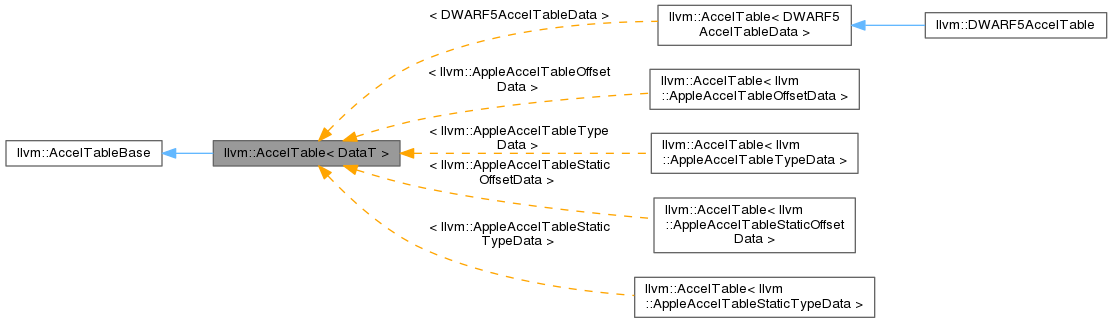 llvm::AccelTableBase
llvm::AccelTable< DataT >
< DWARF5AccelTableData >
< llvm::AppleAccelTableOffset
Data >
< llvm::AppleAccelTableType
Data >
< llvm::AppleAccelTableStatic
OffsetData >
< llvm::AppleAccelTableStatic
TypeData >
llvm::AccelTable< DWARF5
AccelTableData >
llvm::AccelTable< llvm
::AppleAccelTableOffsetData >
llvm::AccelTable< llvm
::AppleAccelTableTypeData >
llvm::AccelTable< llvm
::AppleAccelTableStaticOffset
Data >
llvm::AccelTable< llvm
::AppleAccelTableStaticTypeData >
llvm::DWARF5AccelTable